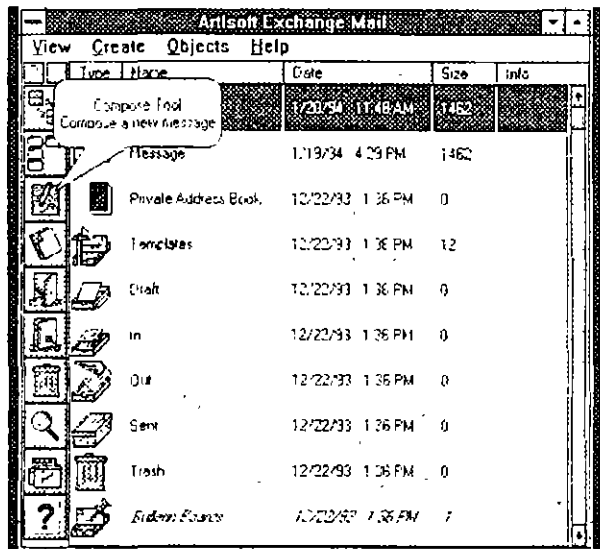 Artisoft Exchange Mail
View Create Objects Help
Type Name Date Size Info
Compose Tool
Compose a new message
1/20/94 11:48 AM 1462
Message 1/19/94 4:29 PM 1462
Private Address Book 12/22/93 1:36 PM 0
Templates 12/22/93 1:36 PM 12
Draft 12/22/93 1:36 PM 0
In 12/22/93 1:36 PM 0
Out 12/22/93 1:36 PM 0
Sent 12/22/93 1:36 PM 0
Trash 12/22/93 1:36 PM 0
? Bulletin Board 12/22/93 1:36 PM 1